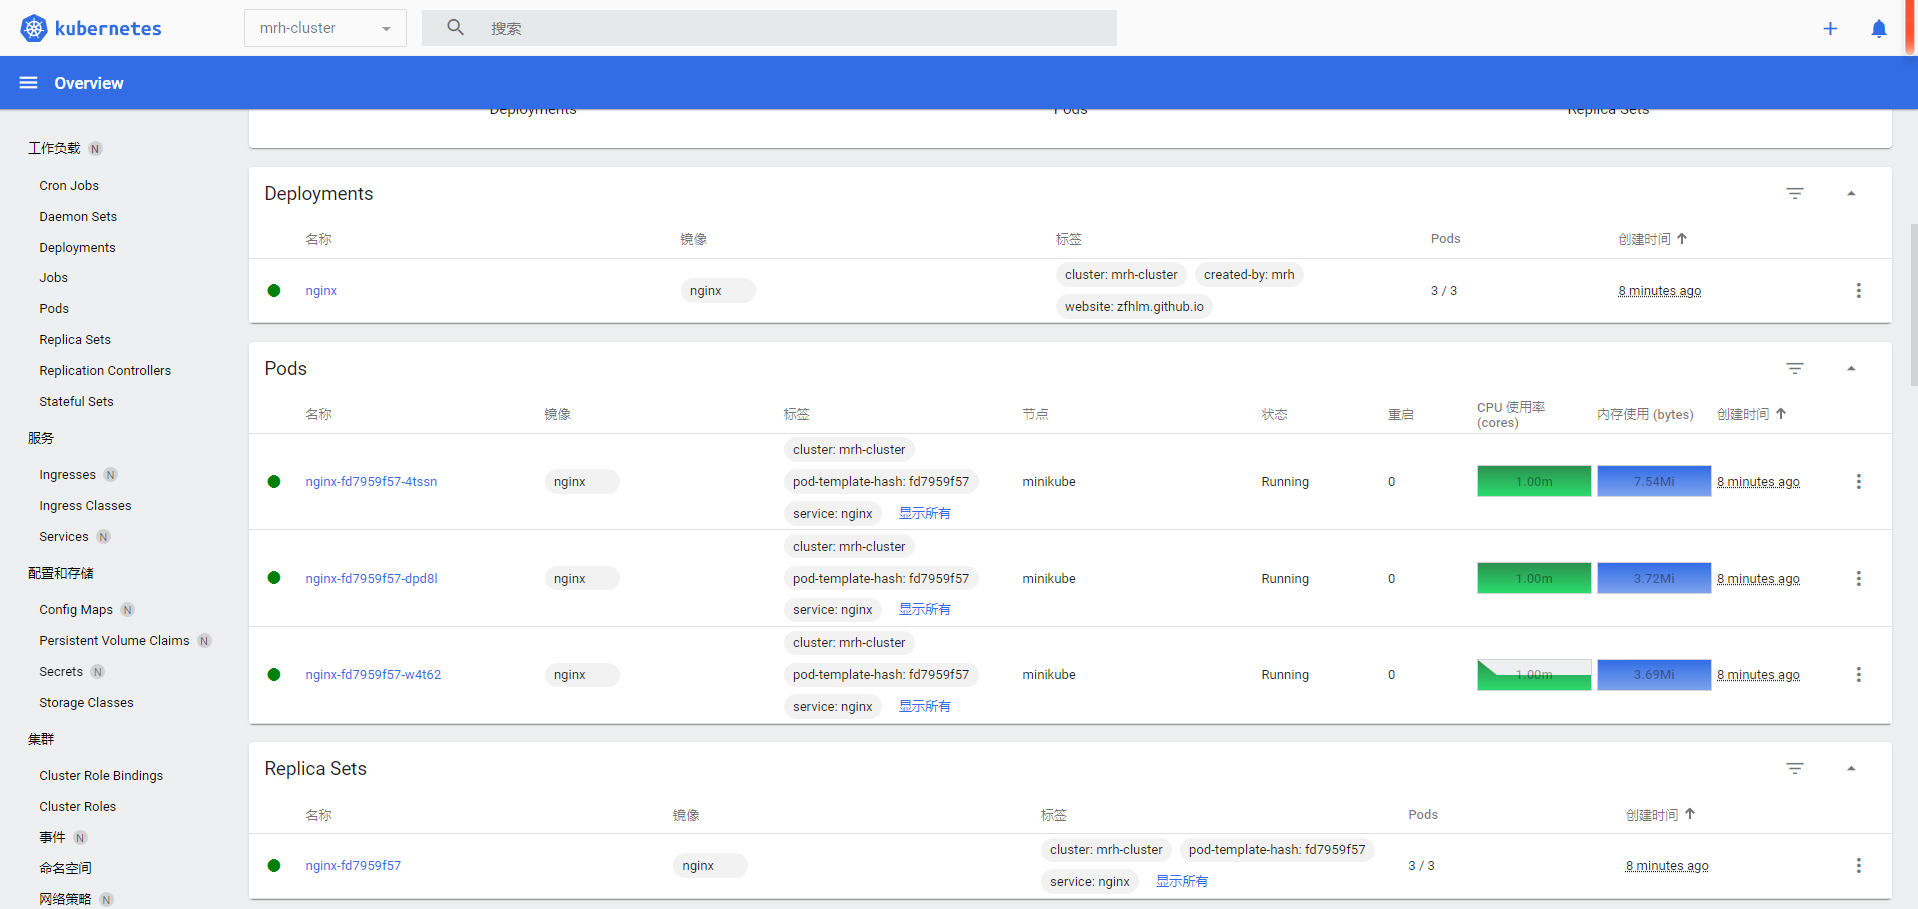 kubernetes
mrh-cluster
搜索
Overview
Deployments
Pods
Replica Sets
工作负载 N
Cron Jobs
Daemon Sets
Deployments
Jobs
Pods
Replica Sets
Replication Controllers
Stateful Sets
服务
Ingresses N
Ingress Classes
Services N
配置和存储
Config Maps N
Persistent Volume Claims N
Secrets N
Storage Classes
集群
Cluster Role Bindings
Cluster Roles
事件 N
命名空间
网络策略 N
Deployments
名称 镜像 标签 Pods 创建时间
nginx nginx cluster: mrh-cluster created-by: mrh website: zfhlm.github.io 3 / 3 8 minutes ago
Pods
名称 镜像 标签 节点 状态 重启 CPU 使用率 (cores) 内存使用 (bytes) 创建时间
nginx-fd7959f57-4tssn nginx cluster: mrh-cluster pod-template-hash: fd7959f57 service: nginx 显示所有 minikube Running 0 1.00m 7.54Mi 8 minutes ago
nginx-fd7959f57-dpd8l nginx cluster: mrh-cluster pod-template-hash: fd7959f57 service: nginx 显示所有 minikube Running 0 1.00m 3.72Mi 8 minutes ago
nginx-fd7959f57-w4t62 nginx cluster: mrh-cluster pod-template-hash: fd7959f57 service: nginx 显示所有 minikube Running 0 1.00m 3.69Mi 8 minutes ago
Replica Sets
名称 镜像 标签 Pods 创建时间
nginx-fd7959f57 nginx cluster: mrh-cluster pod-template-hash: fd7959f57 service: nginx 显示所有 3 / 3 8 minutes ago